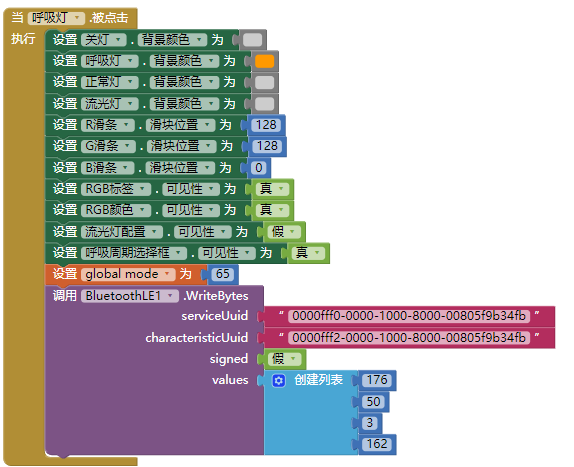 当 呼吸灯 .被点击
执行 设置 关灯 . 背景颜色 为
设置 呼吸灯 . 背景颜色 为
设置 正常灯 . 背景颜色 为
设置 流光灯 . 背景颜色 为
设置 R滑条 . 滑块位置 为 128
设置 G滑条 . 滑块位置 为 128
设置 B滑条 . 滑块位置 为 0
设置 RGB标签 . 可见性 为 真
设置 RGB颜色 . 可见性 为 真
设置 流光灯配置 . 可见性 为 假
设置 呼吸周期选择框 . 可见性 为 真
设置 global mode 为 65
调用 BluetoothLE1 .WriteBytes
serviceUuid “ 0000fff0-0000-1000-8000-00805f9b34fb ”
characteristicUuid “ 0000fff2-0000-1000-8000-00805f9b34fb ”
signed 假
values 创建列表 176
50
3
162